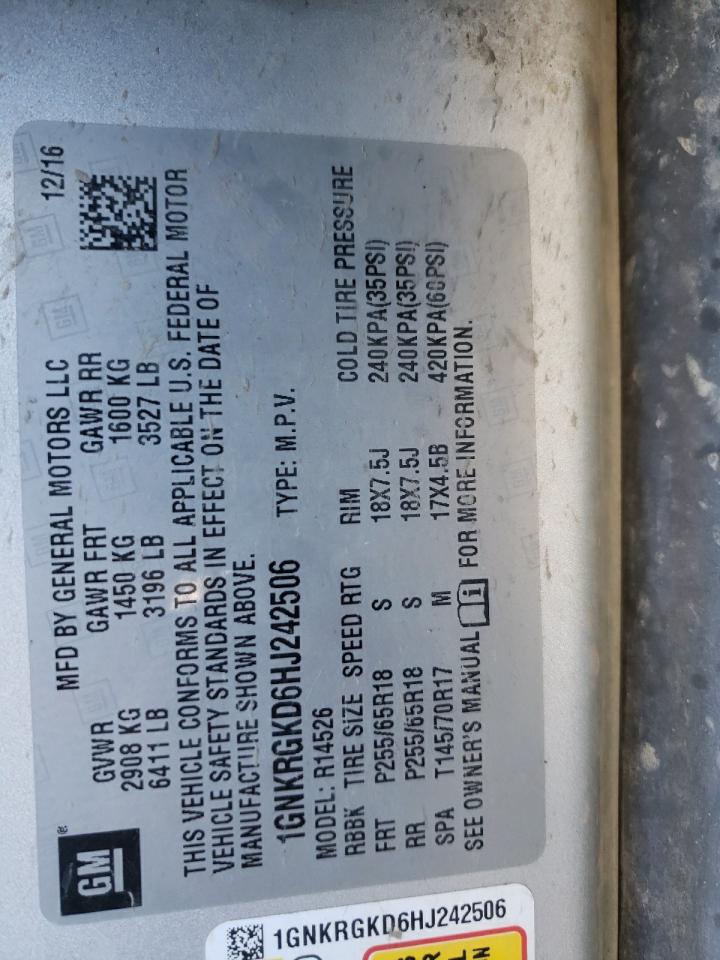 GM®
MFD BY GENERAL MOTORS LLC 12/16
GVWR GAWR FRT GAWR RR
2908 KG 1450 KG 1600 KG
6411 LB 3196 LB 3527 LB
THIS VEHICLE CONFORMS TO ALL APPLICABLE U.S. FEDERAL MOTOR
VEHICLE SAFETY STANDARDS IN EFFECT ON THE DATE OF
MANUFACTURE SHOWN ABOVE.
1GNKRGKD6HJ242506 TYPE: M.P.V.
MODEL: R14526
RBBK TIRE SIZE SPEED RTG RIM COLD TIRE PRESSURE
FRT P255/65R18 S 18X7.5J 240KPA(35PSI)
RR P255/65R18 S 18X7.5J 240KPA(35PSI)
SPA T145/70R17 M 17X4.5B 420KPA(60PSI)
SEE OWNER'S MANUAL i FOR MORE INFORMATION.
1GNKRGKD6HJ242506